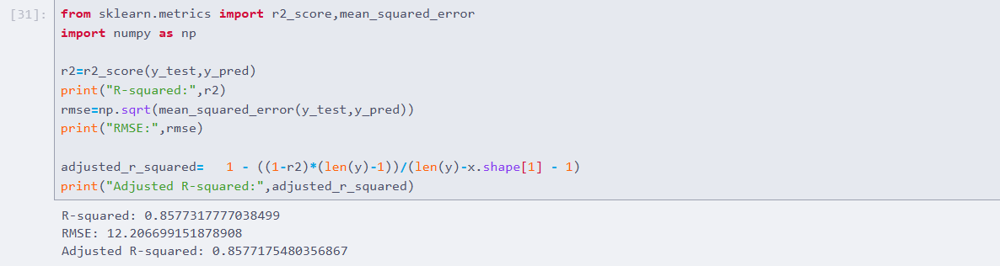 [31]:
from sklearn.metrics import r2_score,mean_squared_error
import numpy as np
r2=r2_score(y_test,y_pred)
print("R-squared:",r2)
rmse=np.sqrt(mean_squared_error(y_test,y_pred))
print("RMSE:",rmse)
adjusted_r_squared=   1 - ((1-r2)*(len(y)-1))/(len(y)-x.shape[1] - 1)
print("Adjusted R-squared:",adjusted_r_squared)
R-squared: 0.8577317777038499
RMSE: 12.206699151878908
Adjusted R-squared: 0.8577175480356867